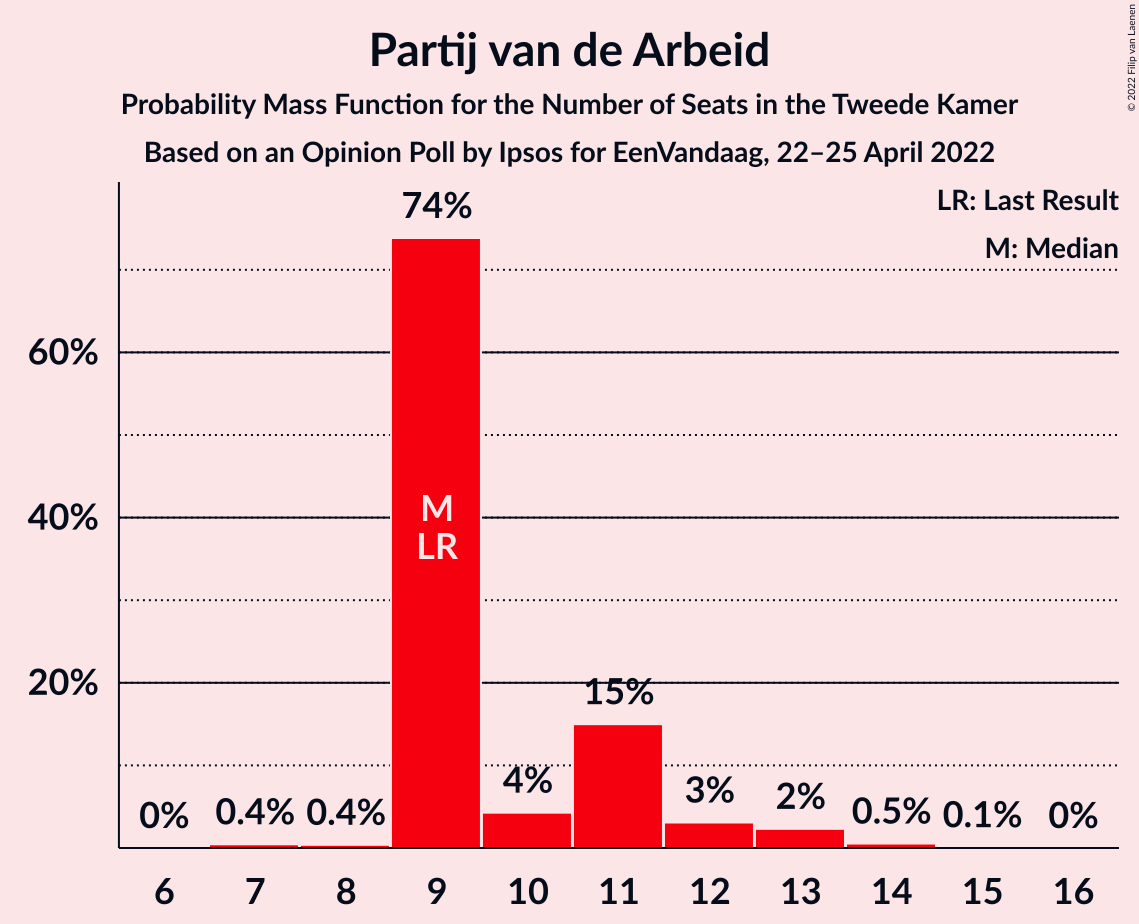 Partij van de Arbeid
Probability Mass Function for the Number of Seats in the Tweede Kamer
Based on an Opinion Poll by Ipsos for EenVandaag, 22–25 April 2022
© 2022 Filip van Laenen
LR: Last Result
M: Median
60%
40%
20%
0%
0.4%
0.4%
74%
M
LR
4%
15%
3%
2%
0.5%
0.1%
0%
6 7 8 9 10 11 12 13 14 15 16